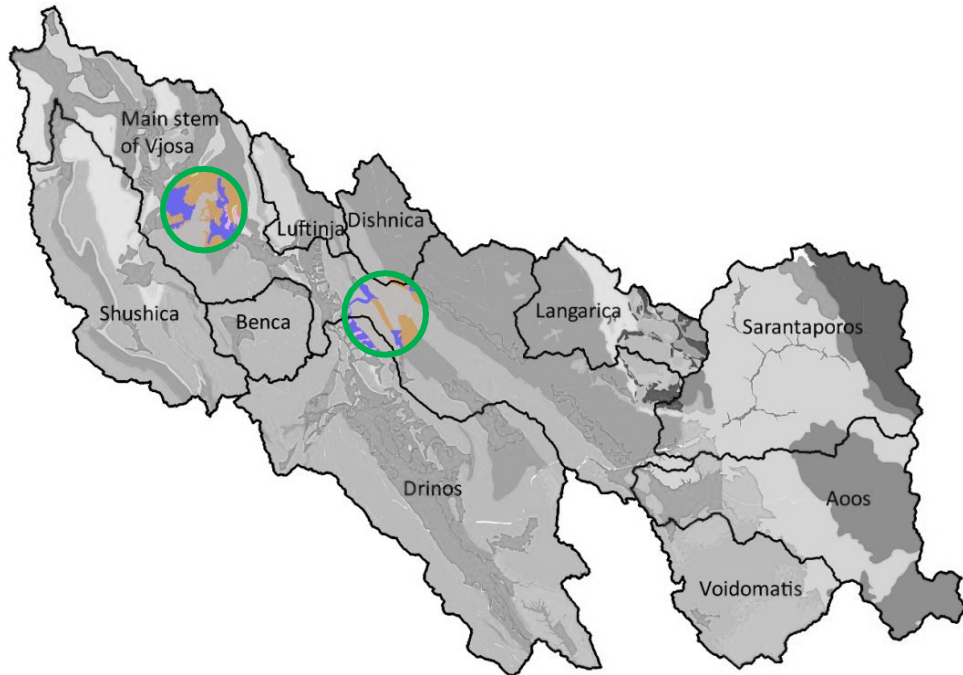 Main stem
of Vjosa
Dishnica
Luftinja
Langarica
Shushica
Benca
Sarantaporos
Drinos
Aoos
Voidomatis